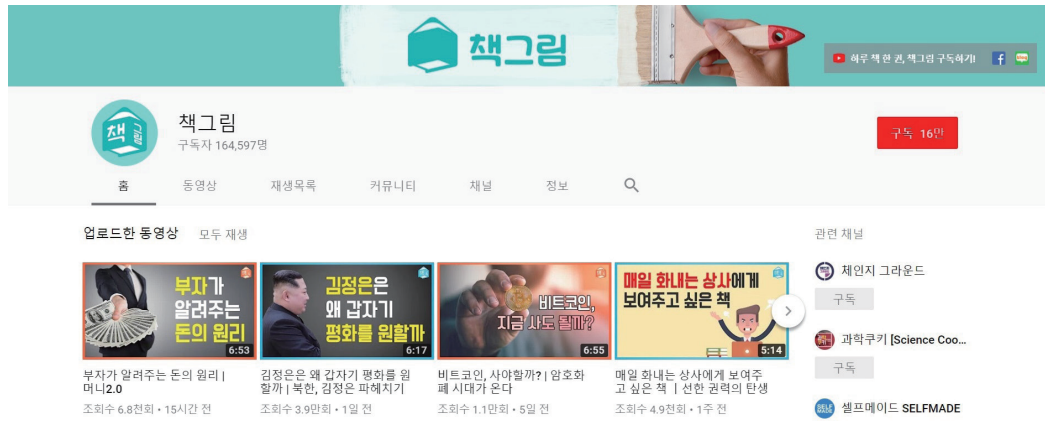 책그림
하루 책 한 권, 책그림 구독하기!
책그림
책그림
구독자 164,597명
구독 16만
홈 동영상 재생목록 커뮤니티 채널 정보
업로드한 동영상 모두 재생
관련 채널
부자가
알려주는
돈의 원리
6:53
김정은은
왜 갑자기
평화를 원할까
6:17
비트코인,
지금 사도 될까?
6:55
매일 화내는 상사에게
보여주고 싶은 책
5:14
부자가 알려주는 돈의 원리 |
머니2.0
조회수 6.8천회 • 15시간 전
김정은은 왜 갑자기 평화를 원
할까 | 북한, 김정은 파헤치기
조회수 3.9만회 • 1일 전
비트코인, 사야할까? | 암호화
폐 시대가 온다
조회수 1.1만회 • 5일 전
매일 화내는 상사에게 보여주
고 싶은 책 | 선한 권력의 탄생
조회수 4.9천회 • 1주 전
체인지 그라운드
구독
과학쿠키 [Science Coo...
구독
SELF MADE
셀프메이드 SELFMADE